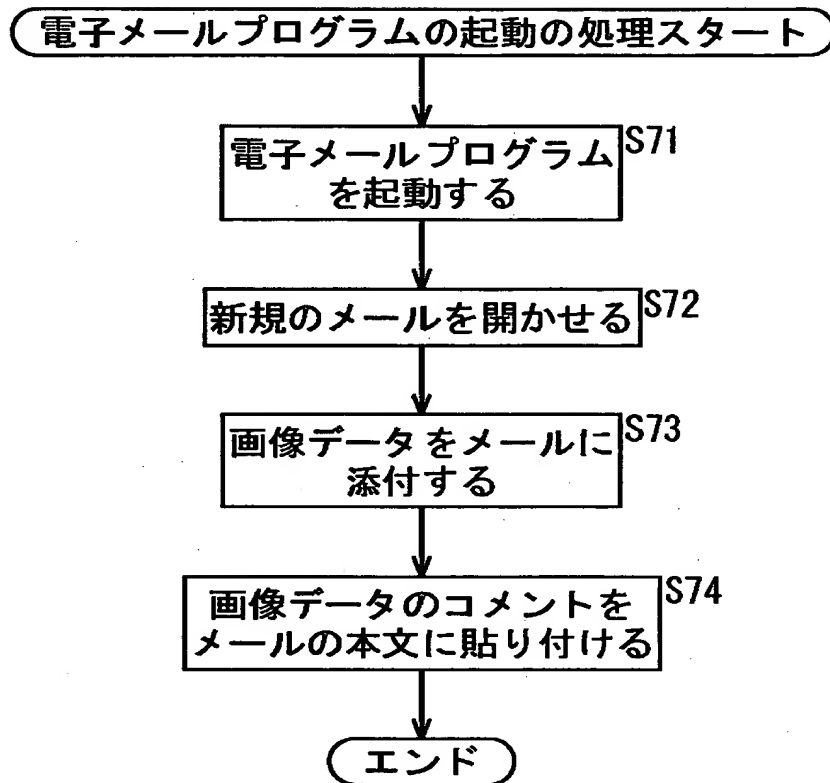 電子メールプログラムの起動の処理スタート
電子メールプログラム
を起動する
S71
新規のメールを開かせる
S72
画像データをメールに
添付する
S73
画像データのコメントを
メールの本文に貼り付ける
S74
エンド